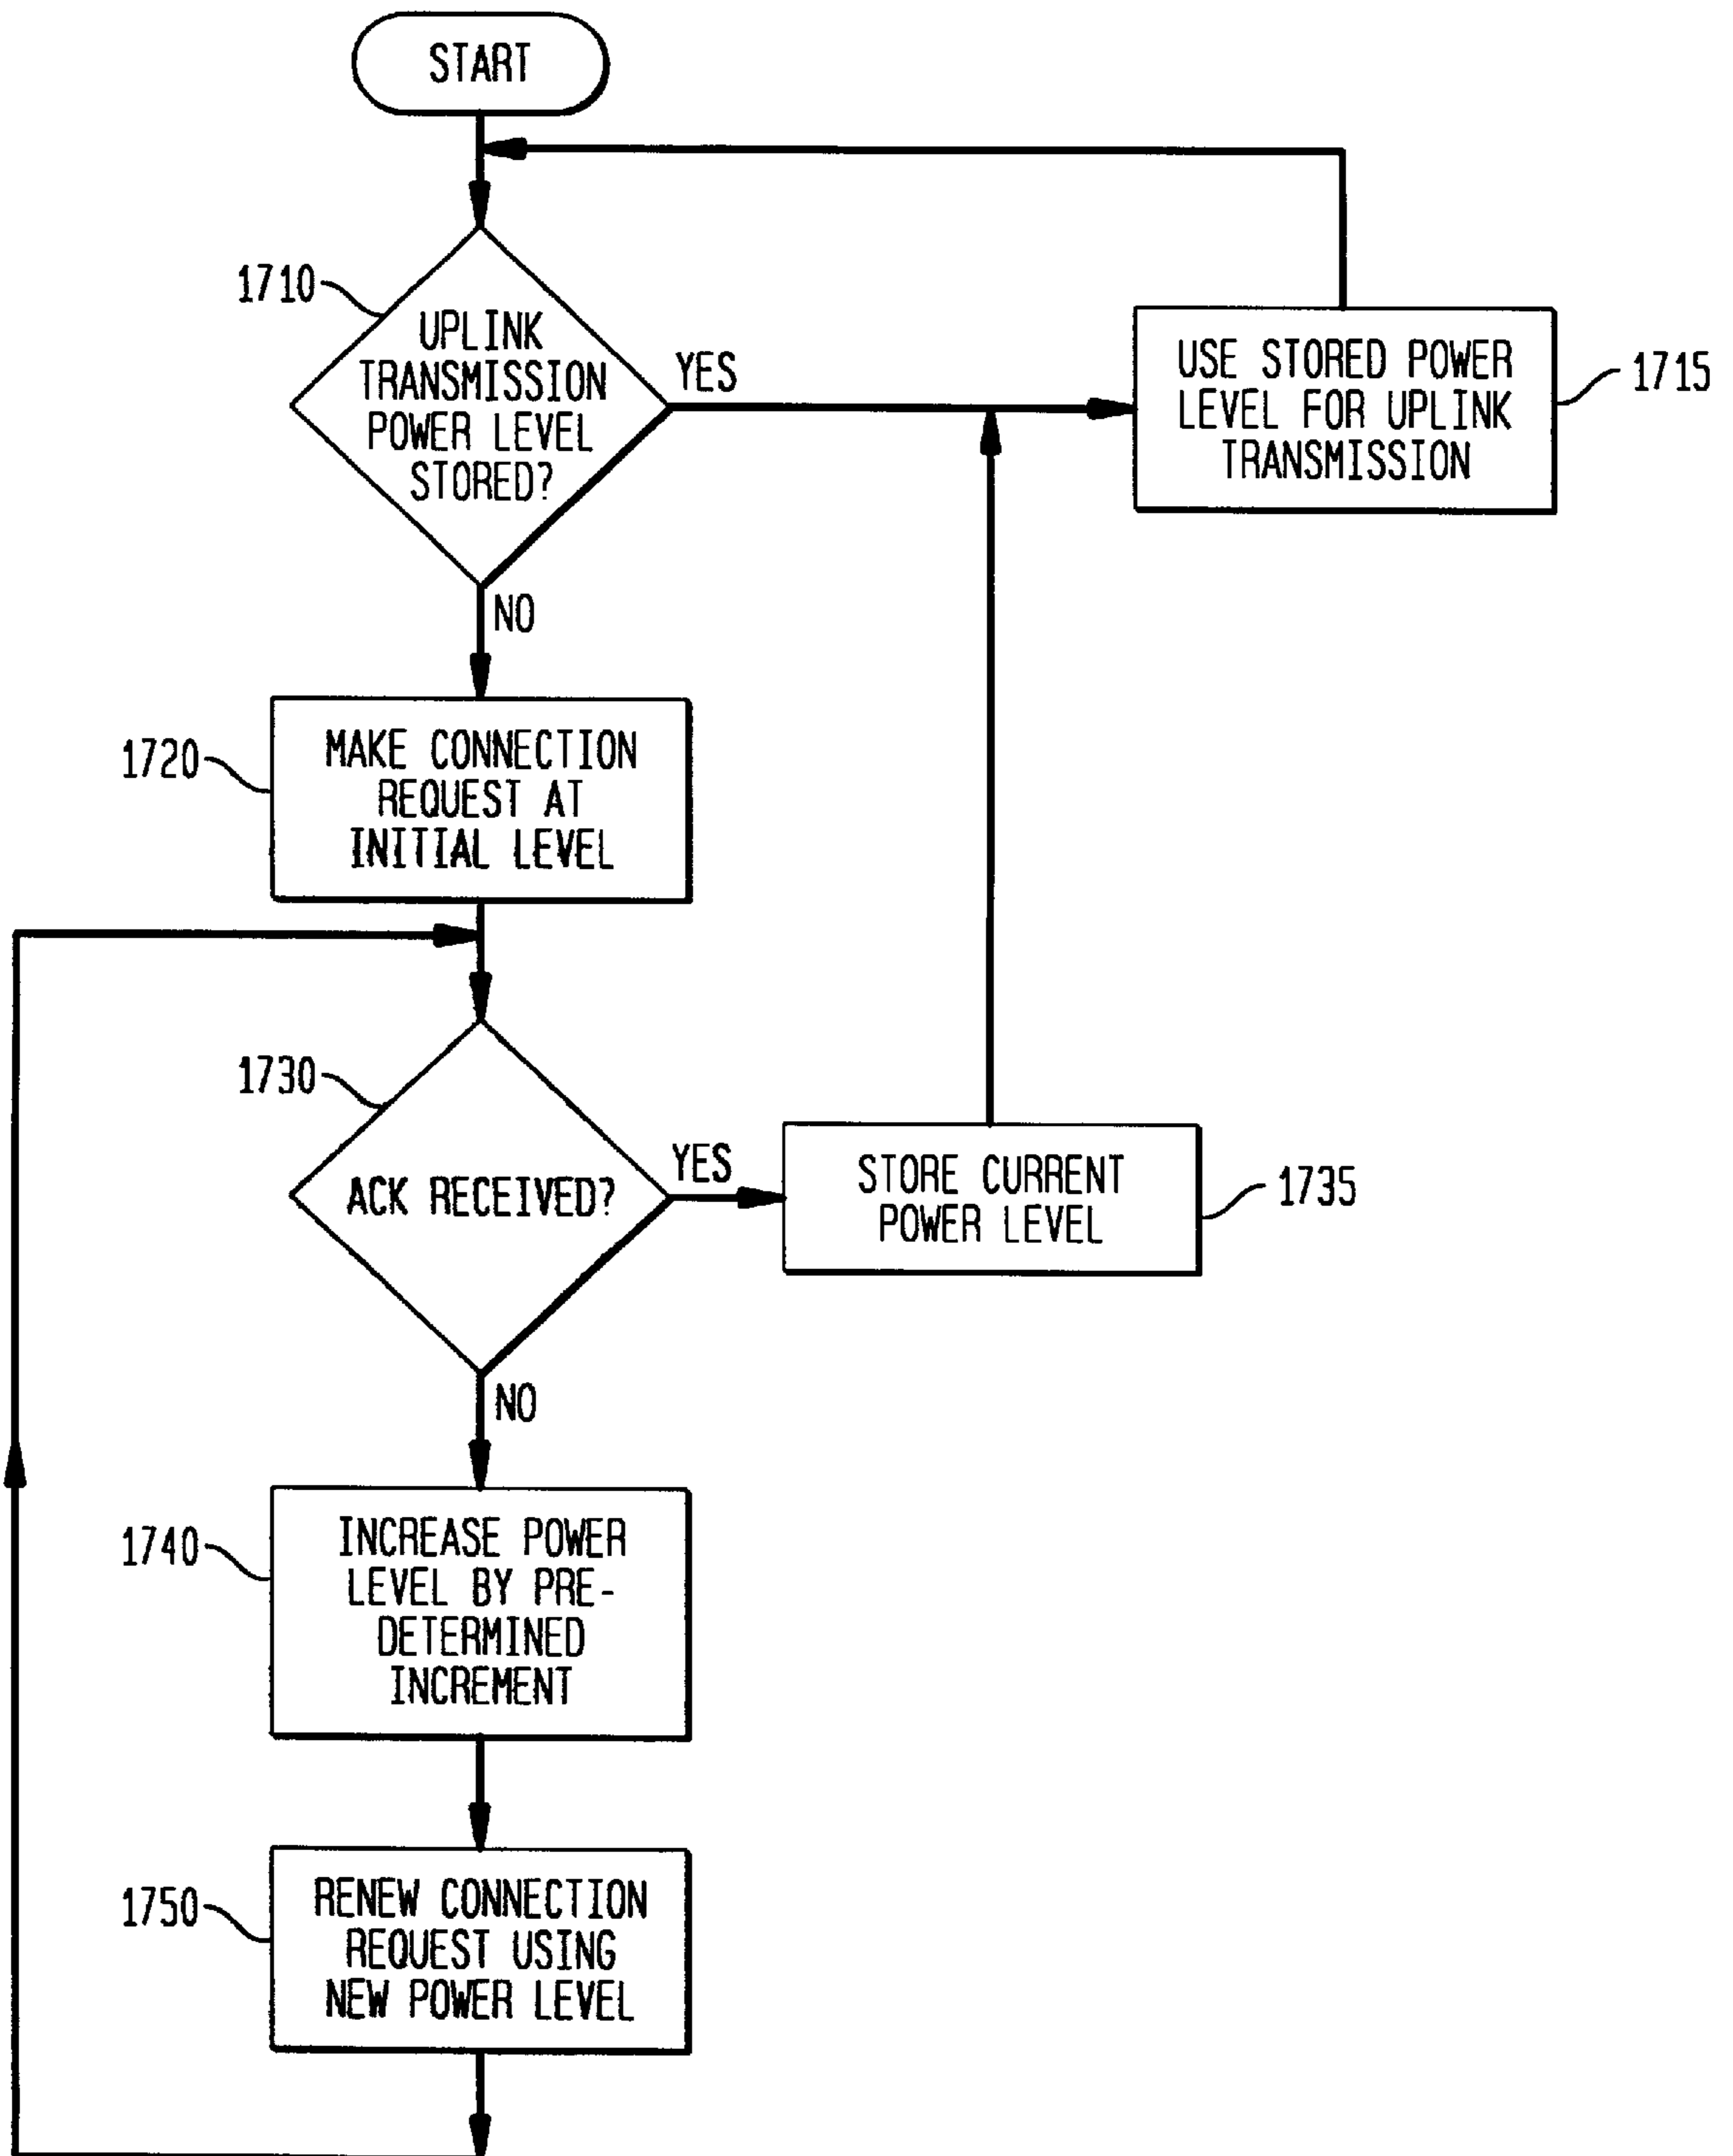 START
1710
UPLINK
TRANSMISSION
POWER LEVEL
STORED?
YES
USE STORED POWER
LEVEL FOR UPLINK
TRANSMISSION
1715
NO
1720
MAKE CONNECTION
REQUEST AT
INITIAL LEVEL
1730
ACK RECEIVED?
YES
STORE CURRENT
POWER LEVEL
1735
NO
1740
INCREASE POWER
LEVEL BY PRE-
DETERMINED
INCREMENT
1750
RENEW CONNECTION
REQUEST USING
NEW POWER LEVEL